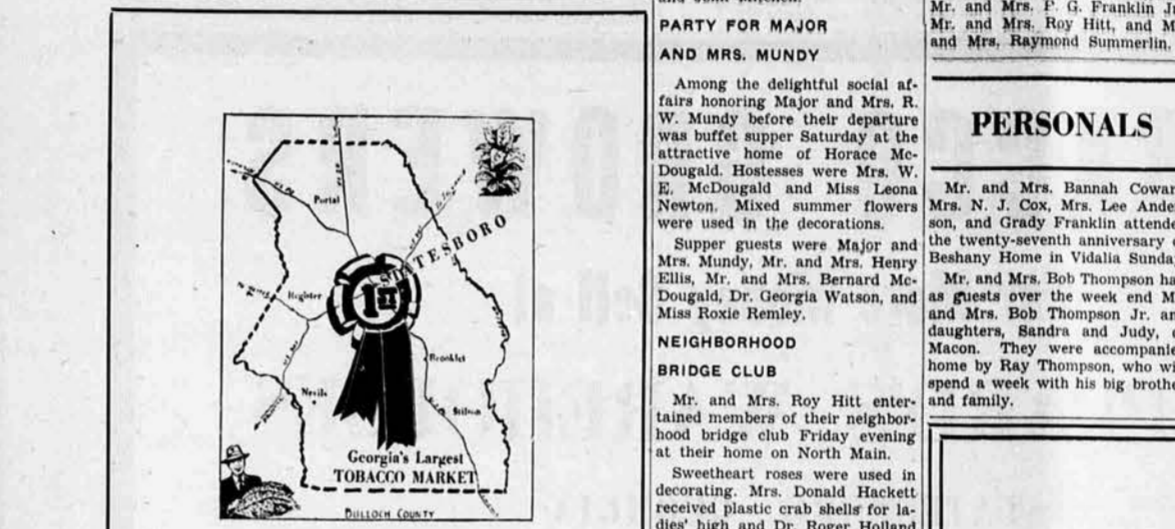 Portal
STATESBORO
Register
1st
Brooklet
Nevils
Stilson
Georgia's Largest
TOBACCO MARKET
BULLOCH COUNTY
PARTY FOR MAJOR
AND MRS. MUNDY
Among the delightful social af-
fairs honoring Major and Mrs. R.
W. Mundy before their departure
was buffet supper Saturday at the
attractive home of Horace Mc-
Dougald. Hostesses were Mrs. W.
E. McDougald and Miss Leona
Newton. Mixed summer flowers
were used in the decorations.
Supper guests were Major and
Mrs. Mundy, Mr. and Mrs. Henry
Ellis, Mr. and Mrs. Bernard Mc-
Dougald, Dr. Georgia Watson, and
Miss Roxie Remley.
NEIGHBORHOOD
BRIDGE CLUB
Mr. and Mrs. Roy Hitt enter-
tained members of their neighbor-
hood bridge club Friday evening
at their home on North Main.
Sweetheart roses were used in
decorating. Mrs. Donald Hackett
received plastic crab shells for la-
dies' high and Dr. Roger Holland
Mr. and Mrs. P. G. Franklin Jr
Mr. and Mrs. Roy Hitt, and M
and Mrs. Raymond Summerlin.
PERSONALS
Mr. and Mrs. Bannah Cowar
Mrs. N. J. Cox, Mrs. Lee Ande
son, and Grady Franklin attende
the twenty-seventh anniversary
Beshany Home in Vidalia Sunda
Mr. and Mrs. Bob Thompson ha
as guests over the week end M
and Mrs. Bob Thompson Jr. an
daughters, Sandra and Judy,
Macon. They were accompanie
home by Ray Thompson, who wi
spend a week with his big broth
and family.